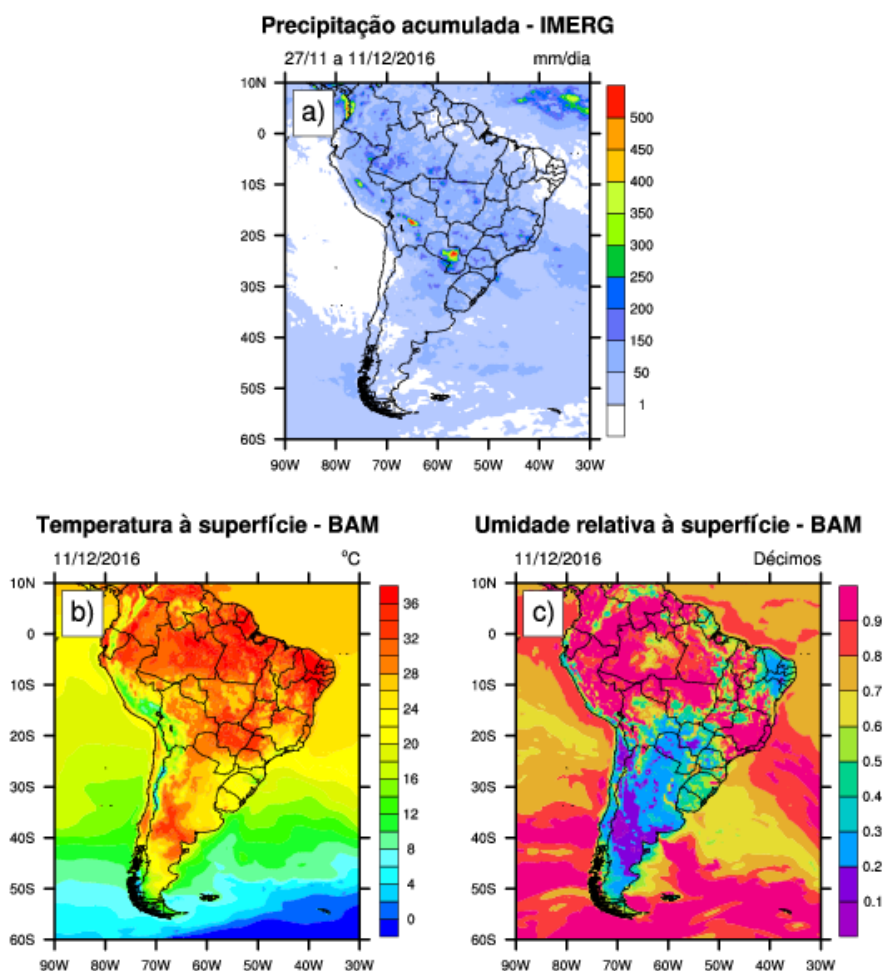 Precipitação acumulada - IMERG
27/11 a 11/12/2016 mm/dia
a)
10N
0
10S
20S
30S
40S
50S
60S
90W 80W 70W 60W 50W 40W 30W
500
450
400
350
300
250
200
150
50
1
Temperatura à superfície - BAM
11/12/2016 °C
b)
10N
0
10S
20S
30S
40S
50S
60S
90W 80W 70W 60W 50W 40W 30W
36
32
28
24
20
16
12
8
4
0
Umidade relativa à superfície - BAM
11/12/2016 Décimos
c)
10N
0
10S
20S
30S
40S
50S
60S
90W 80W 70W 60W 50W 40W 30W
0.9
0.8
0.7
0.6
0.5
0.4
0.3
0.2
0.1